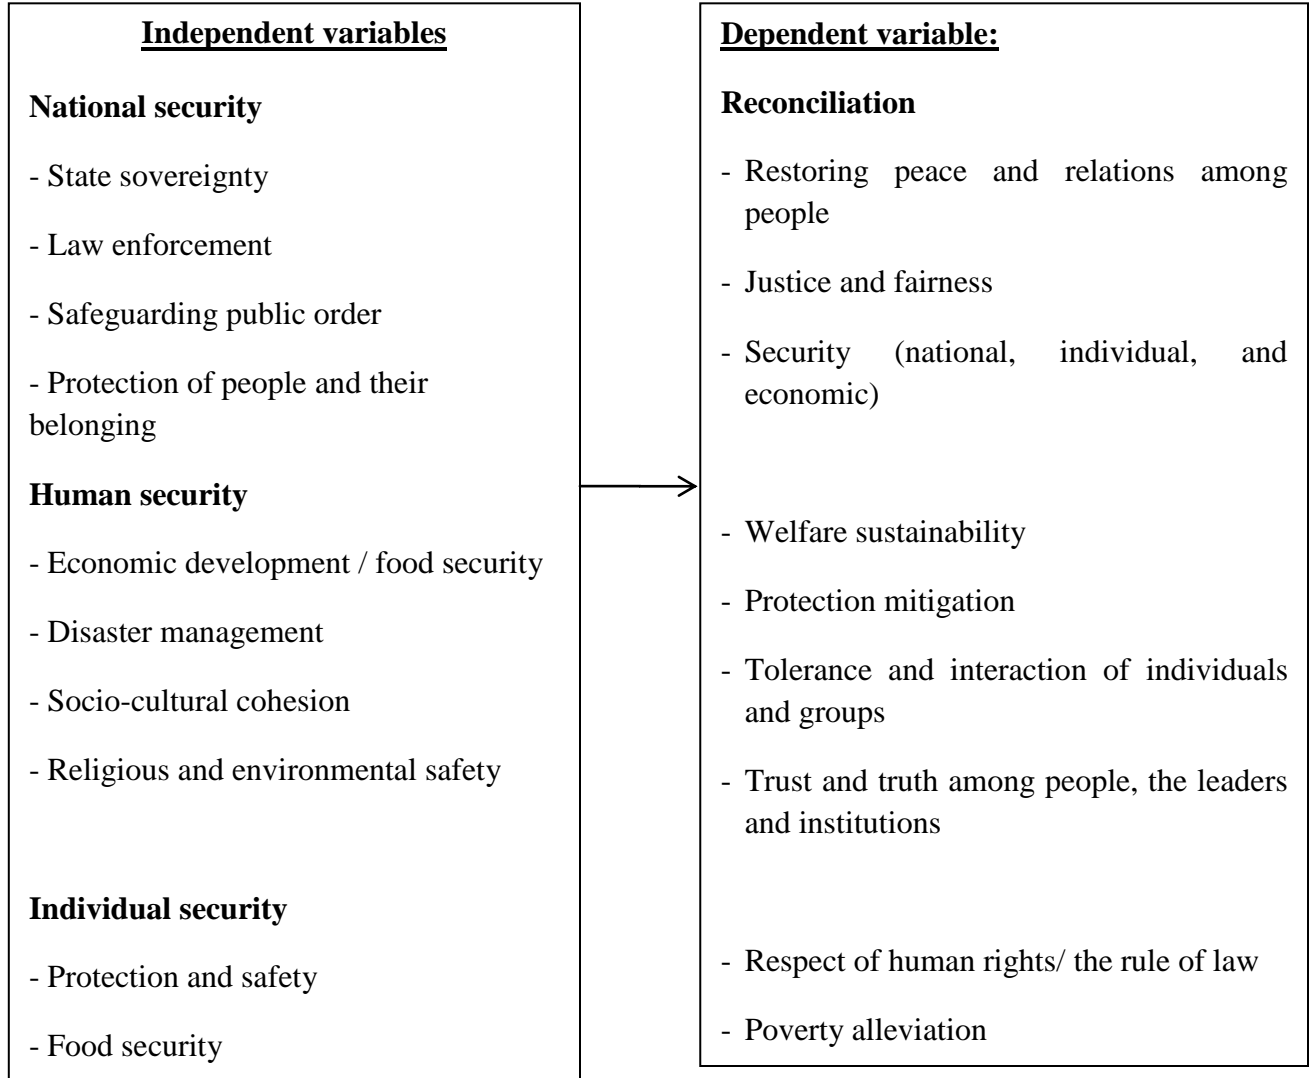 Independent variables
National security
- State sovereignty
- Law enforcement
- Safeguarding public order
- Protection of people and their
belonging
Human security
- Economic development / food security
- Disaster management
- Socio-cultural cohesion
- Religious and environmental safety
Individual security
- Protection and safety
- Food security
Dependent variable:
Reconciliation
- Restoring peace and relations among
people
- Justice and fairness
- Security (national, individual, and
economic)
- Welfare sustainability
- Protection mitigation
- Tolerance and interaction of individuals
and groups
- Trust and truth among people, the leaders
and institutions
- Respect of human rights/ the rule of law
- Poverty alleviation